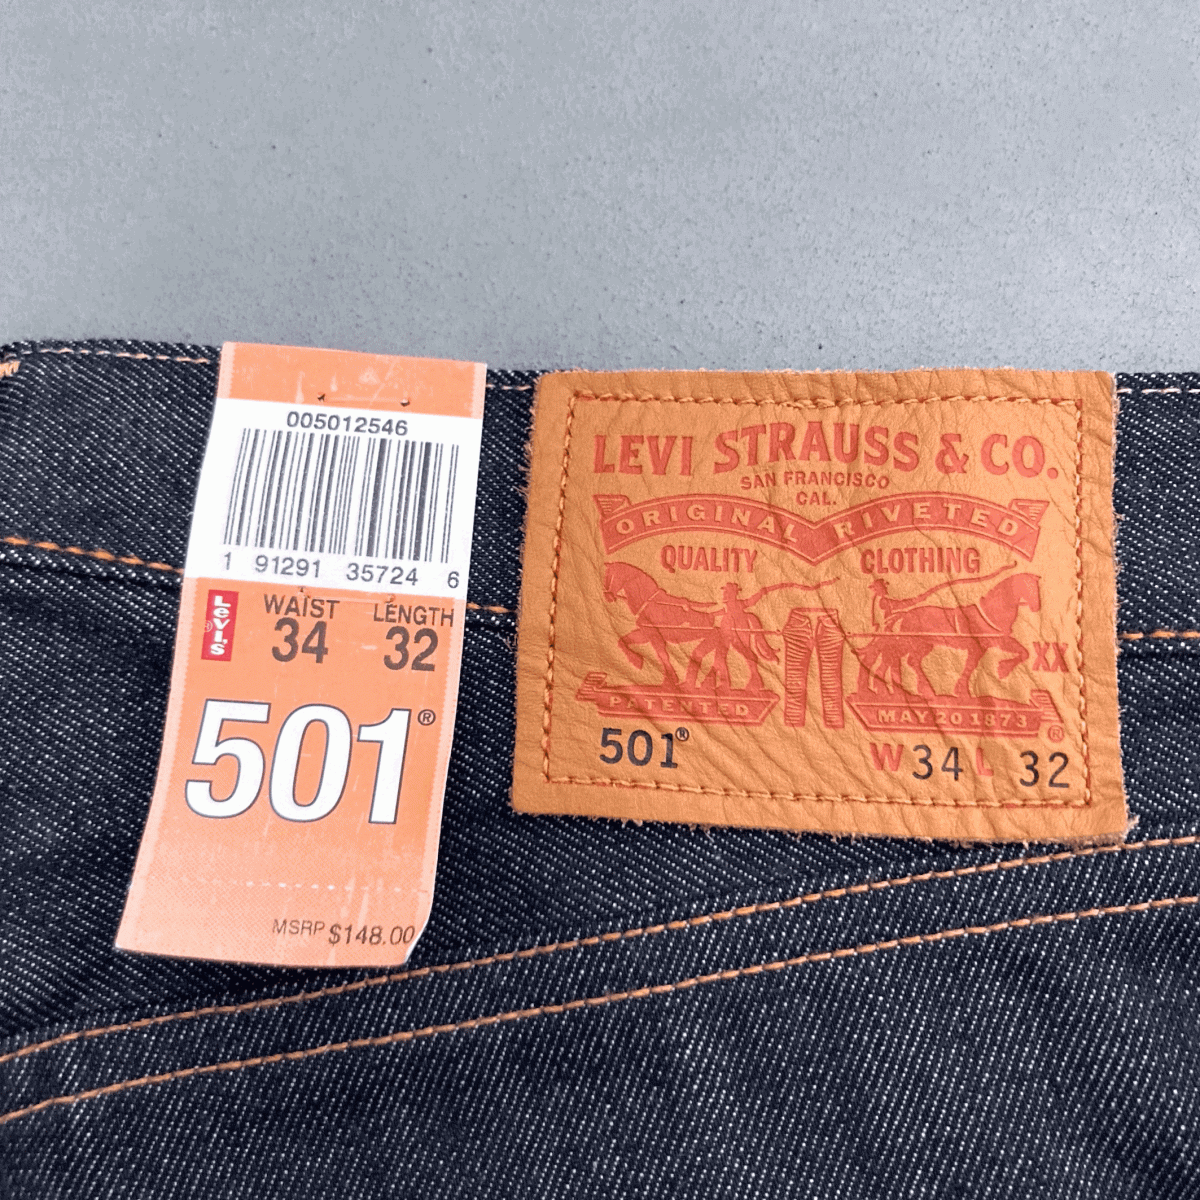 005012546
1 91291 35724 6
LEVI'S®
WAIST LENGTH
34 32
501®
MSRP $148.00
LEVI STRAUSS & CO.
SAN FRANCISCO
CAL.
ORIGINAL RIVETED
QUALITY CLOTHING
XX
PATENTED MAY 20 1873 ®
501® W 34 L 32